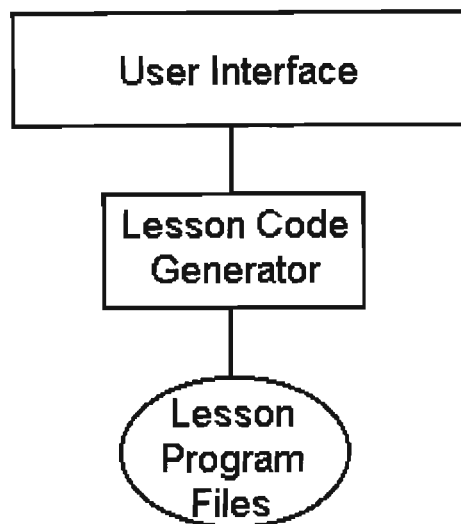 User Interface
Lesson Code
Generator
Lesson
Program
Files